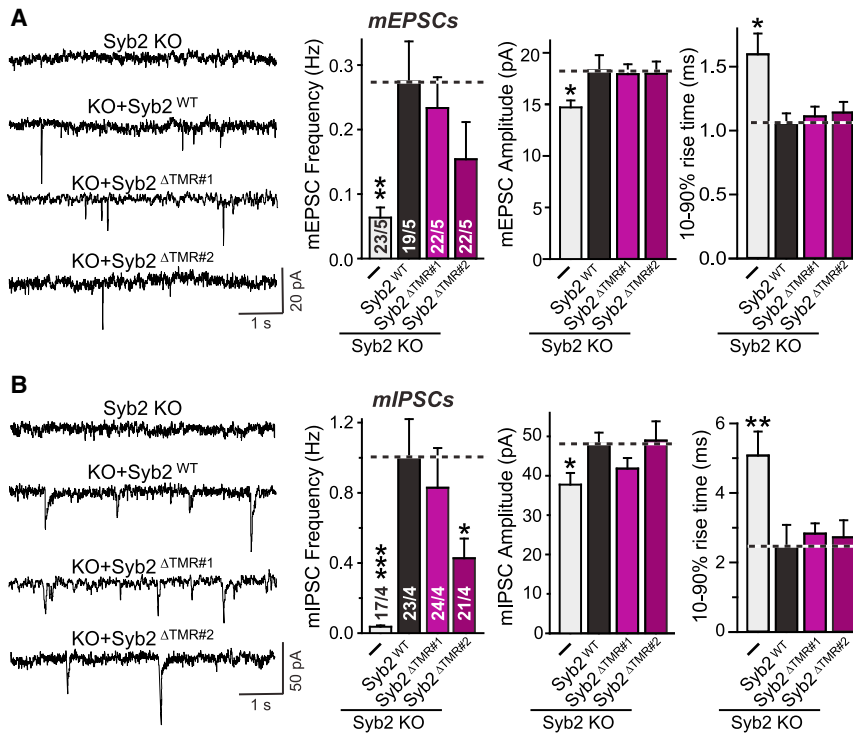 A
Syb2 KO
KO+Syb2 WT
KO+Syb2 ΔTMR#1
KO+Syb2 ΔTMR#2
20 pA
1 s
mEPSCs
mEPSC Frequency (Hz)
0.3
0.2
0.1
0.0
**
23/5
19/5
22/5
22/5
–
Syb2 WT
Syb2 ΔTMR#1
Syb2 ΔTMR#2
Syb2 KO
mEPSC Amplitude (pA)
20
15
10
5
0
*
–
Syb2 WT
Syb2 ΔTMR#1
Syb2 ΔTMR#2
Syb2 KO
10-90% rise time (ms)
1.5
1.0
0.5
0.0
*
–
Syb2 WT
Syb2 ΔTMR#1
Syb2 ΔTMR#2
Syb2 KO
B
Syb2 KO
KO+Syb2 WT
KO+Syb2 ΔTMR#1
KO+Syb2 ΔTMR#2
50 pA
1 s
mIPSCs
mIPSC Frequency (Hz)
1.2
0.8
0.4
0.0
***
17/4
23/4
24/4
21/4
*
–
Syb2 WT
Syb2 ΔTMR#1
Syb2 ΔTMR#2
Syb2 KO
mIPSC Amplitude (pA)
50
40
30
20
10
0
*
–
Syb2 WT
Syb2 ΔTMR#1
Syb2 ΔTMR#2
Syb2 KO
10-90% rise time (ms)
6
4
2
0
**
–
Syb2 WT
Syb2 ΔTMR#1
Syb2 ΔTMR#2
Syb2 KO